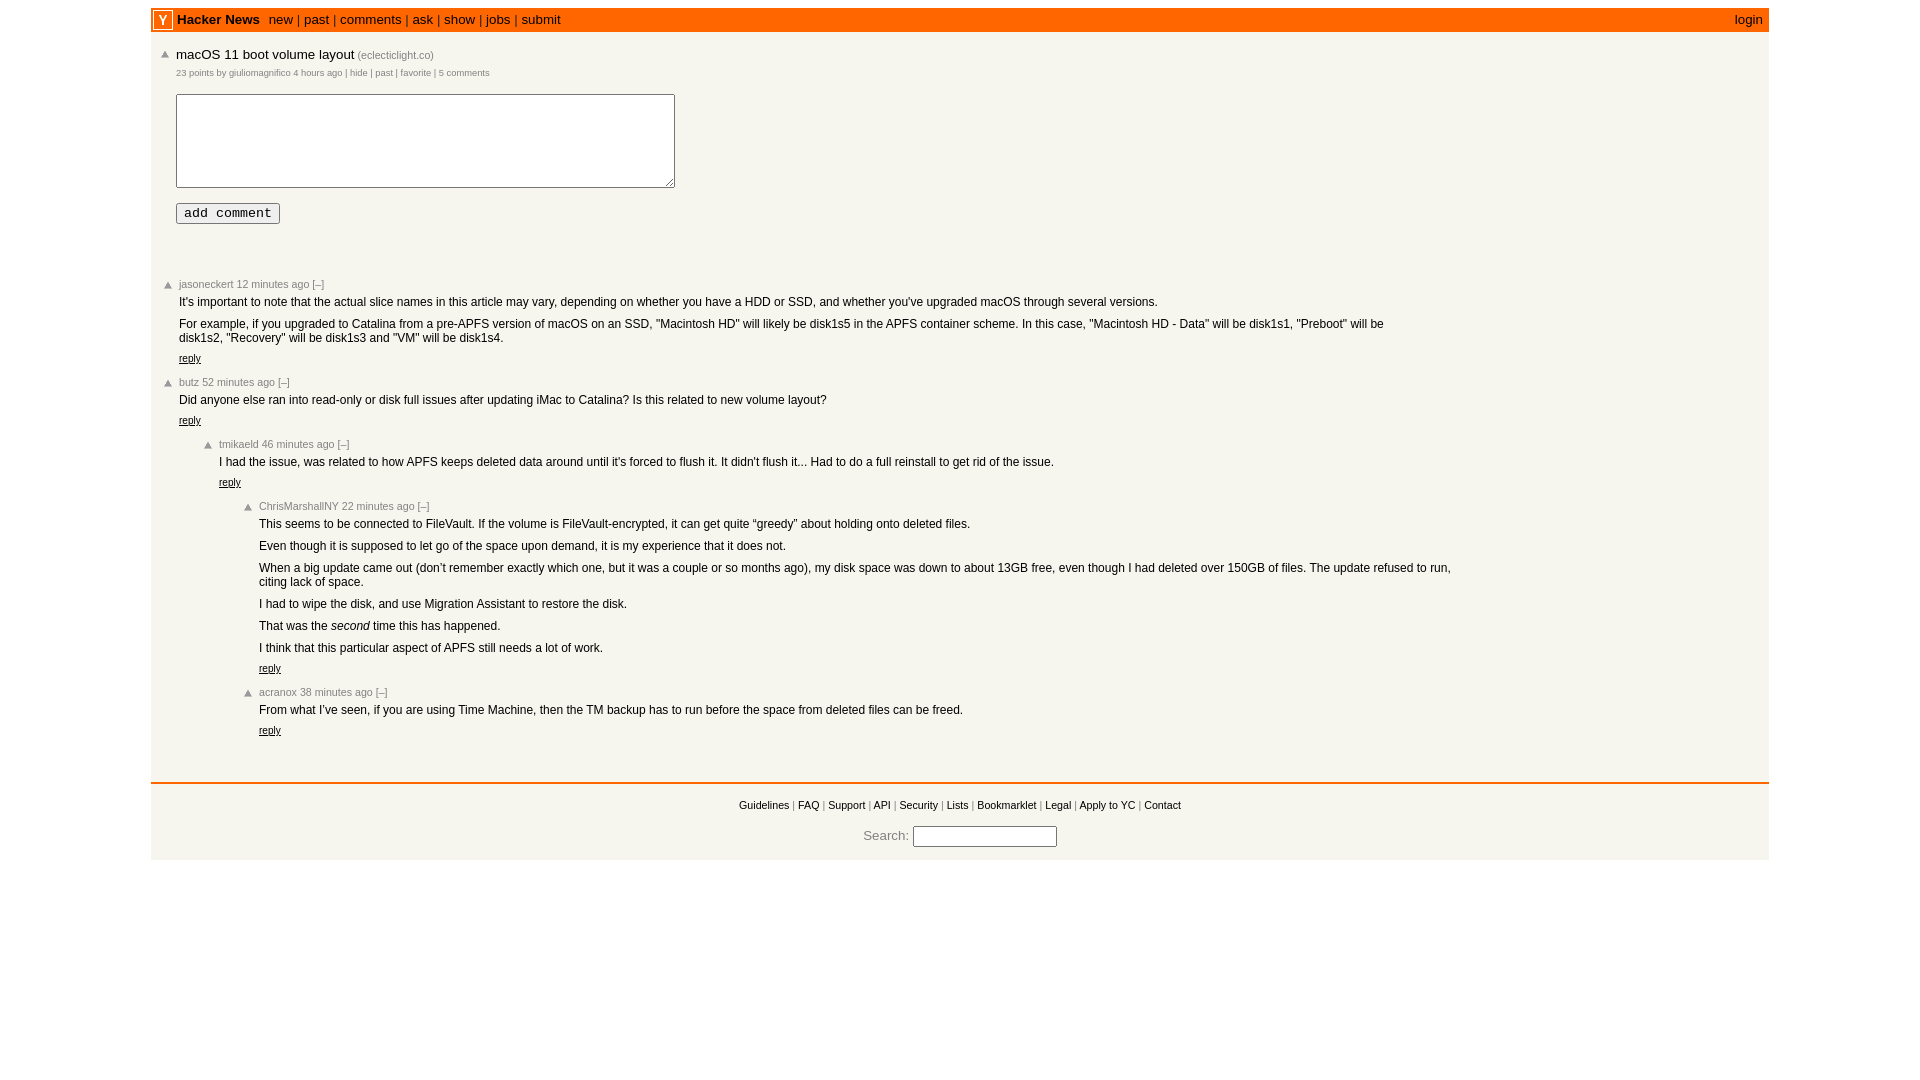 Y Hacker News new | past | comments | ask | show | jobs | submit login
macOS 11 boot volume layout (eclecticlight.co)
23 points by giuliomagnifico 4 hours ago | hide | past | favorite | 5 comments
add comment
jasoneckert 12 minutes ago [–]
It's important to note that the actual slice names in this article may vary, depending on whether you have a HDD or SSD, and whether you've upgraded macOS through several versions.
For example, if you upgraded to Catalina from a pre-APFS version of macOS on an SSD, "Macintosh HD" will likely be disk1s5 in the APFS container scheme. In this case, "Macintosh HD - Data" will be disk1s1, "Preboot" will be
disk1s2, "Recovery" will be disk1s3 and "VM" will be disk1s4.
reply
butz 52 minutes ago [–]
Did anyone else ran into read-only or disk full issues after updating iMac to Catalina? Is this related to new volume layout?
reply
tmikaeld 46 minutes ago [–]
I had the issue, was related to how APFS keeps deleted data around until it's forced to flush it. It didn't flush it... Had to do a full reinstall to get rid of the issue.
reply
ChrisMarshallNY 22 minutes ago [–]
This seems to be connected to FileVault. If the volume is FileVault-encrypted, it can get quite “greedy” about holding onto deleted files.
Even though it is supposed to let go of the space upon demand, it is my experience that it does not.
When a big update came out (don’t remember exactly which one, but it was a couple or so months ago), my disk space was down to about 13GB free, even though I had deleted over 150GB of files. The update refused to run,
citing lack of space.
I had to wipe the disk, and use Migration Assistant to restore the disk.
That was the second time this has happened.
I think that this particular aspect of APFS still needs a lot of work.
reply
acranox 38 minutes ago [–]
From what I’ve seen, if you are using Time Machine, then the TM backup has to run before the space from deleted files can be freed.
reply
Guidelines | FAQ | Support | API | Security | Lists | Bookmarklet | Legal | Apply to YC | Contact
Search: